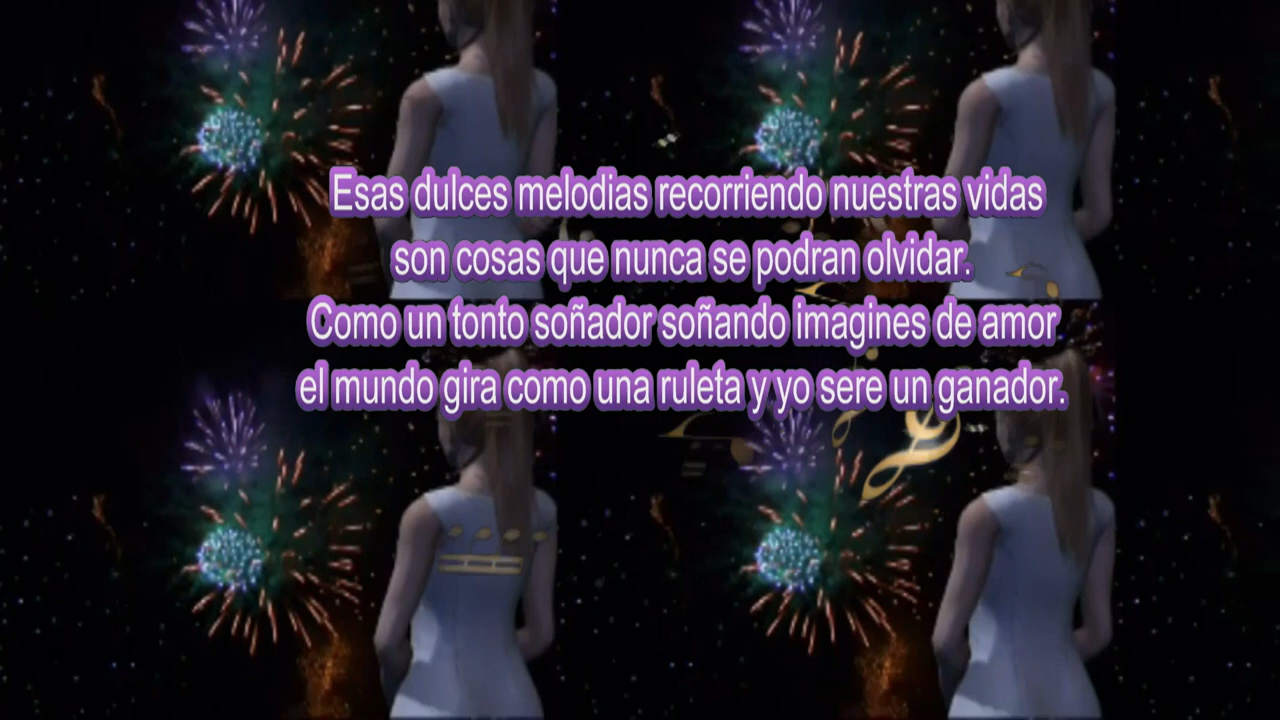 Esas dulces melodias recorriendo nuestras vidas
son cosas que nunca se podran olvidar.
Como un tonto soñador soñando imagines de amor
el mundo gira como una ruleta y yo sere un ganador.